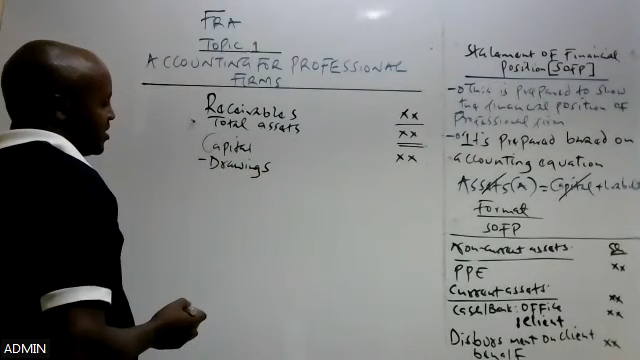 FRA
TOPIC 1
ACCOUNTING FOR PROFESSIONAL
FIRMS
Receivables xx
Total assets xx
Capital xx
-Drawings
Statement of Financial
Position [SOFP]
-This is prepared to show
the financial position of
Professional firm
-It's prepared based on
accounting equation
Assets (A) = Capital + Liab
Format
SOFP
Non-current assets
PPE xx
Current assets
Cash/Bank: OFFice xx
client xx
Disburs ment on client xx
behalf
ADMIN